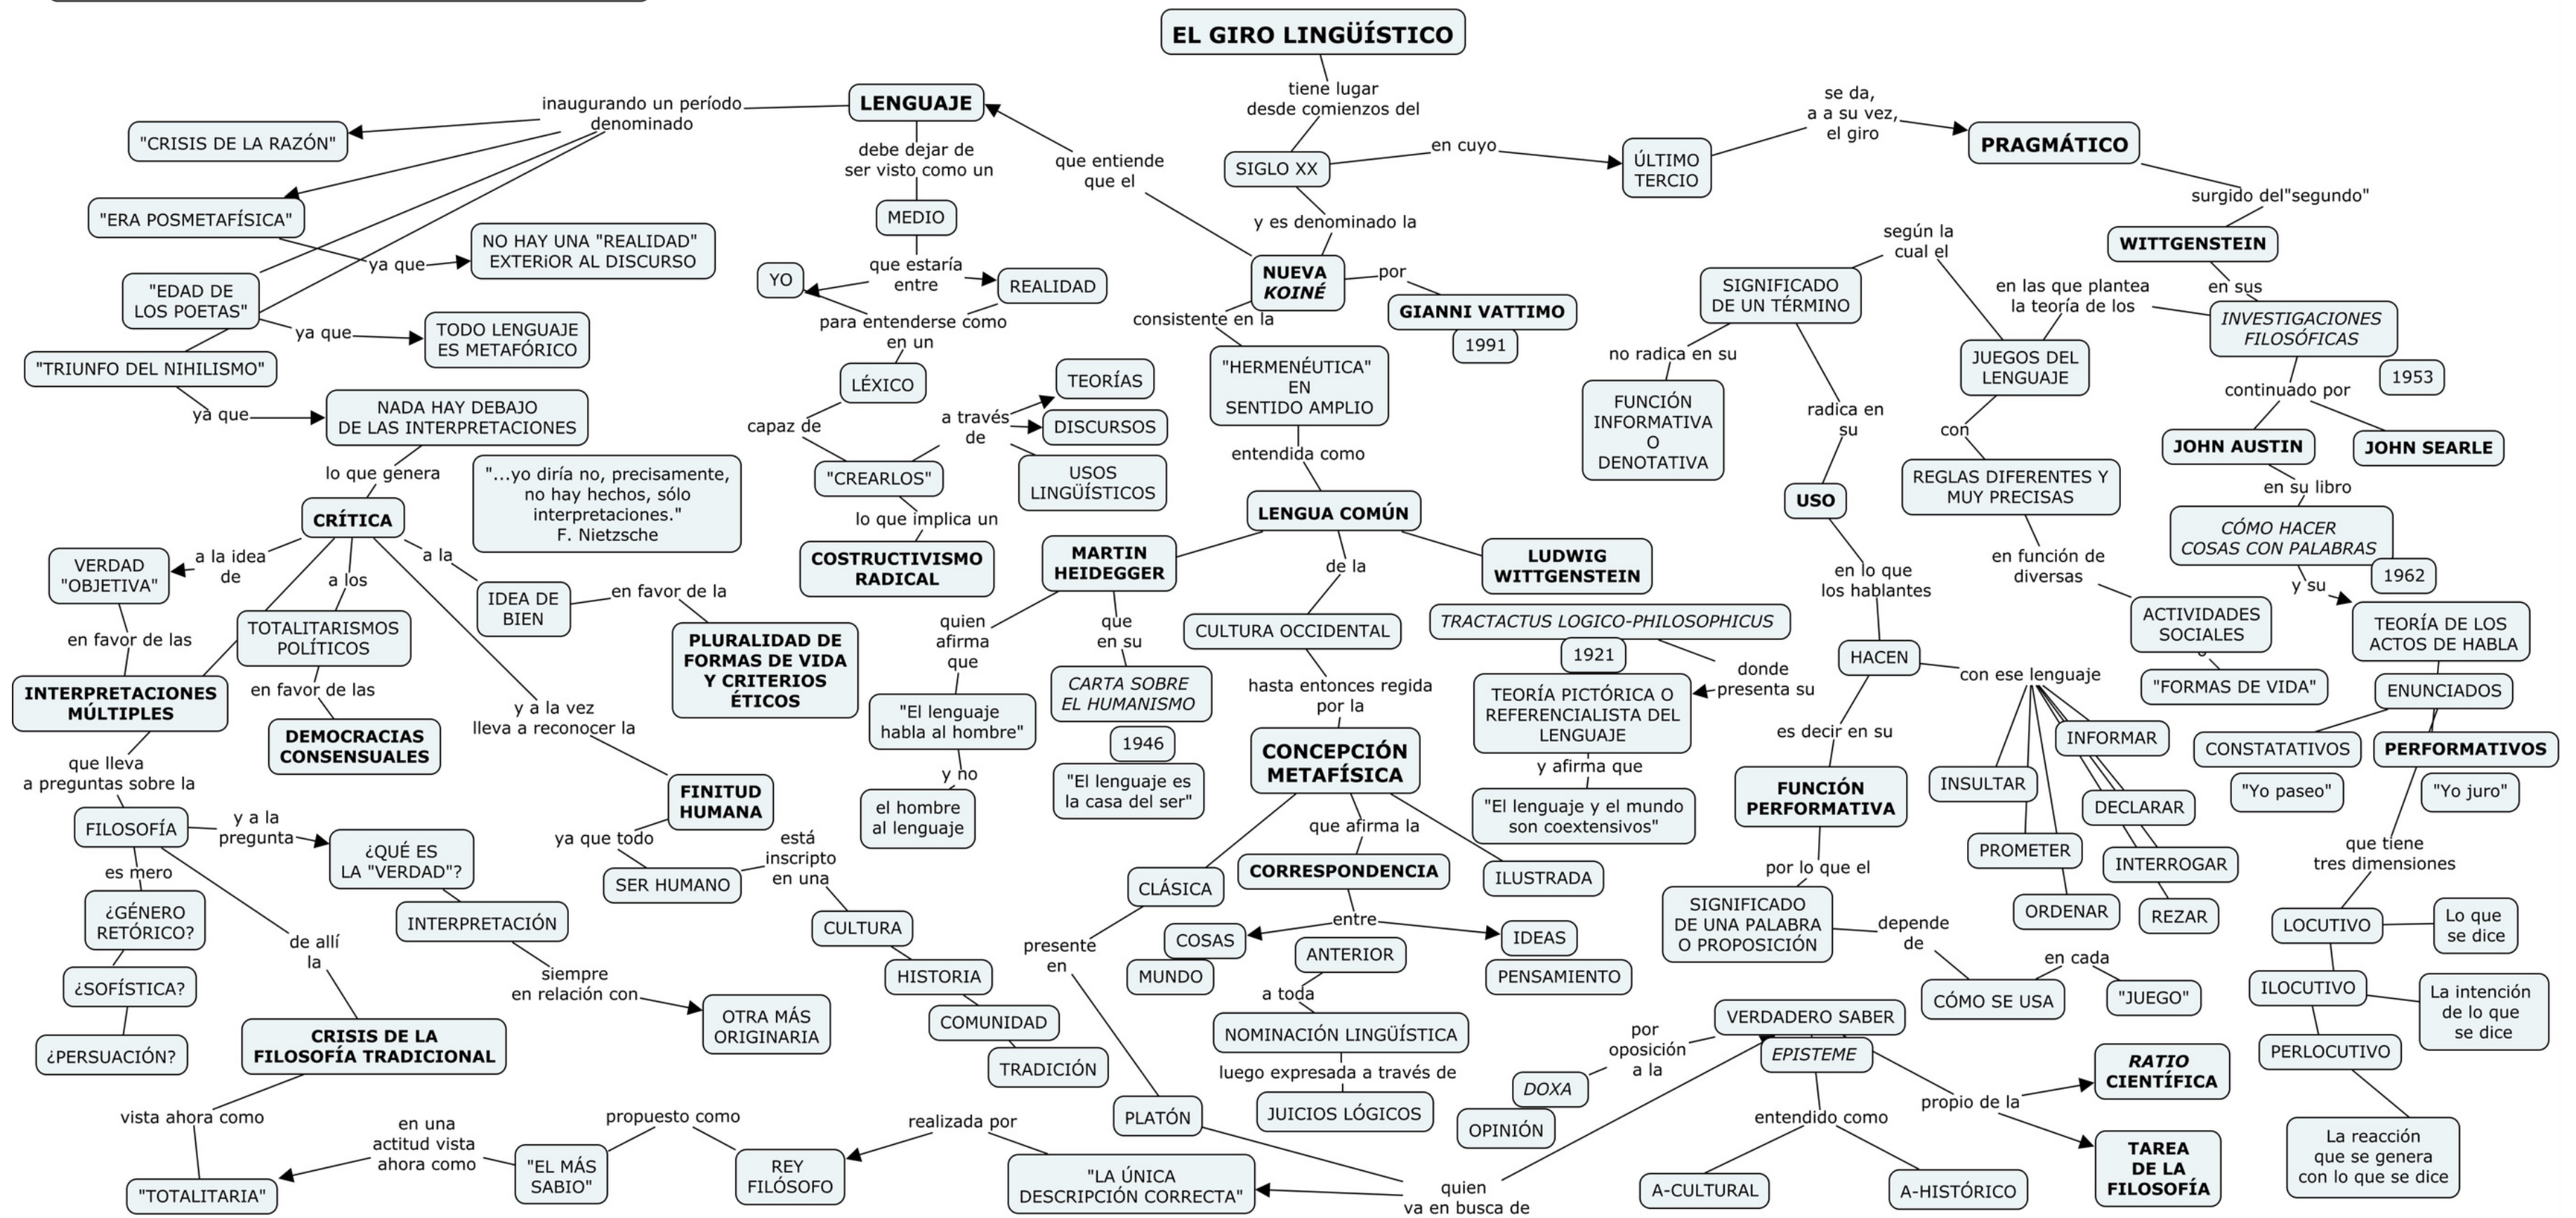 EL GIRO LINGÜÍSTICO
tiene lugar
desde comienzos del
SIGLO XX
en cuyo
ÚLTIMO
TERCIO
se da,
a a su vez,
el giro
PRAGMÁTICO
surgido del"segundo"
WITTGENSTEIN
en sus
INVESTIGACIONES
FILOSÓFICAS
1953
en las que plantea
la teoría de los
JUEGOS DEL
LENGUAJE
según la
cual el
SIGNIFICADO
DE UN TÉRMINO
no radica en su
FUNCIÓN
INFORMATIVA
O
DENOTATIVA
radica en
su
USO
en lo que
los hablantes
HACEN
con ese lenguaje
INSULTAR
PROMETER
ORDENAR
INFORMAR
DECLARAR
INTERROGAR
REZAR
es decir en su
FUNCIÓN
PERFORMATIVA
por lo que el
SIGNIFICADO
DE UNA PALABRA
O PROPOSICIÓN
depende
de
CÓMO SE USA
en cada
"JUEGO"
con
REGLAS DIFERENTES Y
MUY PRECISAS
en función de
diversas
ACTIVIDADES
SOCIALES
"FORMAS DE VIDA"
continuado por
JOHN AUSTIN
JOHN SEARLE
en su libro
CÓMO HACER
COSAS CON PALABRAS
1962
y su
TEORÍA DE LOS
ACTOS DE HABLA
ENUNCIADOS
CONSTATATIVOS
"Yo paseo"
PERFORMATIVOS
"Yo juro"
que tiene
tres dimensiones
LOCUTIVO
Lo que
se dice
ILOCUTIVO
La intención
de lo que
se dice
PERLOCUTIVO
La reacción
que se genera
con lo que se dice
y es denominado la
NUEVA
KOINÉ
por
GIANNI VATTIMO
1991
consistente en la
"HERMENÉUTICA"
EN
SENTIDO AMPLIO
entendida como
LENGUA COMÚN
MARTIN
HEIDEGGER
quien
afirma
que
"El lenguaje
habla al hombre"
y no
el hombre
al lenguaje
que
en su
CARTA SOBRE
EL HUMANISMO
1946
"El lenguaje es
la casa del ser"
LUDWIG
WITTGENSTEIN
TRACTACTUS LOGICO-PHILOSOPHICUS
1921
donde
presenta su
TEORÍA PICTÓRICA O
REFERENCIALISTA DEL
LENGUAJE
y afirma que
"El lenguaje y el mundo
son coextensivos"
de la
CULTURA OCCIDENTAL
hasta entonces regida
por la
CONCEPCIÓN
METAFÍSICA
CLÁSICA
ILUSTRADA
que afirma la
CORRESPONDENCIA
entre
COSAS
MUNDO
IDEAS
PENSAMIENTO
ANTERIOR
a toda
NOMINACIÓN LINGÜÍSTICA
luego expresada a través de
JUICIOS LÓGICOS
presente
en
PLATÓN
quien
va en busca de
VERDADERO SABER
EPISTEME
por
oposición
a la
DOXA
OPINIÓN
entendido como
A-CULTURAL
A-HISTÓRICO
propio de la
RATIO
CIENTÍFICA
TAREA
DE LA
FILOSOFÍA
"LA ÚNICA
DESCRIPCIÓN CORRECTA"
realizada por
REY
FILÓSOFO
propuesto como
"EL MÁS
SABIO"
en una
actitud vista
ahora como
"TOTALITARIA"
que entiende
que el
LENGUAJE
debe dejar de
ser visto como un
MEDIO
que estaría
entre
YO
REALIDAD
para entenderse como
en un
LÉXICO
capaz de
"CREARLOS"
a través
de
TEORÍAS
DISCURSOS
USOS
LINGÜÍSTICOS
lo que implica un
COSTRUCTIVISMO
RADICAL
inaugurando un período
denominado
"CRISIS DE LA RAZÓN"
"ERA POSMETAFÍSICA"
ya que
NO HAY UNA "REALIDAD"
EXTERiOR AL DISCURSO
"EDAD DE
LOS POETAS"
ya que
TODO LENGUAJE
ES METAFÓRICO
"TRIUNFO DEL NIHILISMO"
ya que
NADA HAY DEBAJO
DE LAS INTERPRETACIONES
"...yo diría no, precisamente,
no hay hechos, sólo
interpretaciones."
F. Nietzsche
lo que genera
CRÍTICA
a la idea
de
VERDAD
"OBJETIVA"
en favor de las
INTERPRETACIONES
MÚLTIPLES
a los
TOTALITARISMOS
POLÍTICOS
en favor de las
DEMOCRACIAS
CONSENSUALES
a la
IDEA DE
BIEN
en favor de la
PLURALIDAD DE
FORMAS DE VIDA
Y CRITERIOS
ÉTICOS
y a la vez
lleva a reconocer la
FINITUD
HUMANA
ya que todo
SER HUMANO
está
inscripto
en una
CULTURA
HISTORIA
COMUNIDAD
TRADICIÓN
que lleva
a preguntas sobre la
FILOSOFÍA
y a la
pregunta
¿QUÉ ES
LA "VERDAD"?
INTERPRETACIÓN
siempre
en relación con
OTRA MÁS
ORIGINARIA
es mero
¿GÉNERO
RETÓRICO?
¿SOFÍSTICA?
¿PERSUACIÓN?
de allí
la
CRISIS DE LA
FILOSOFÍA TRADICIONAL
vista ahora como